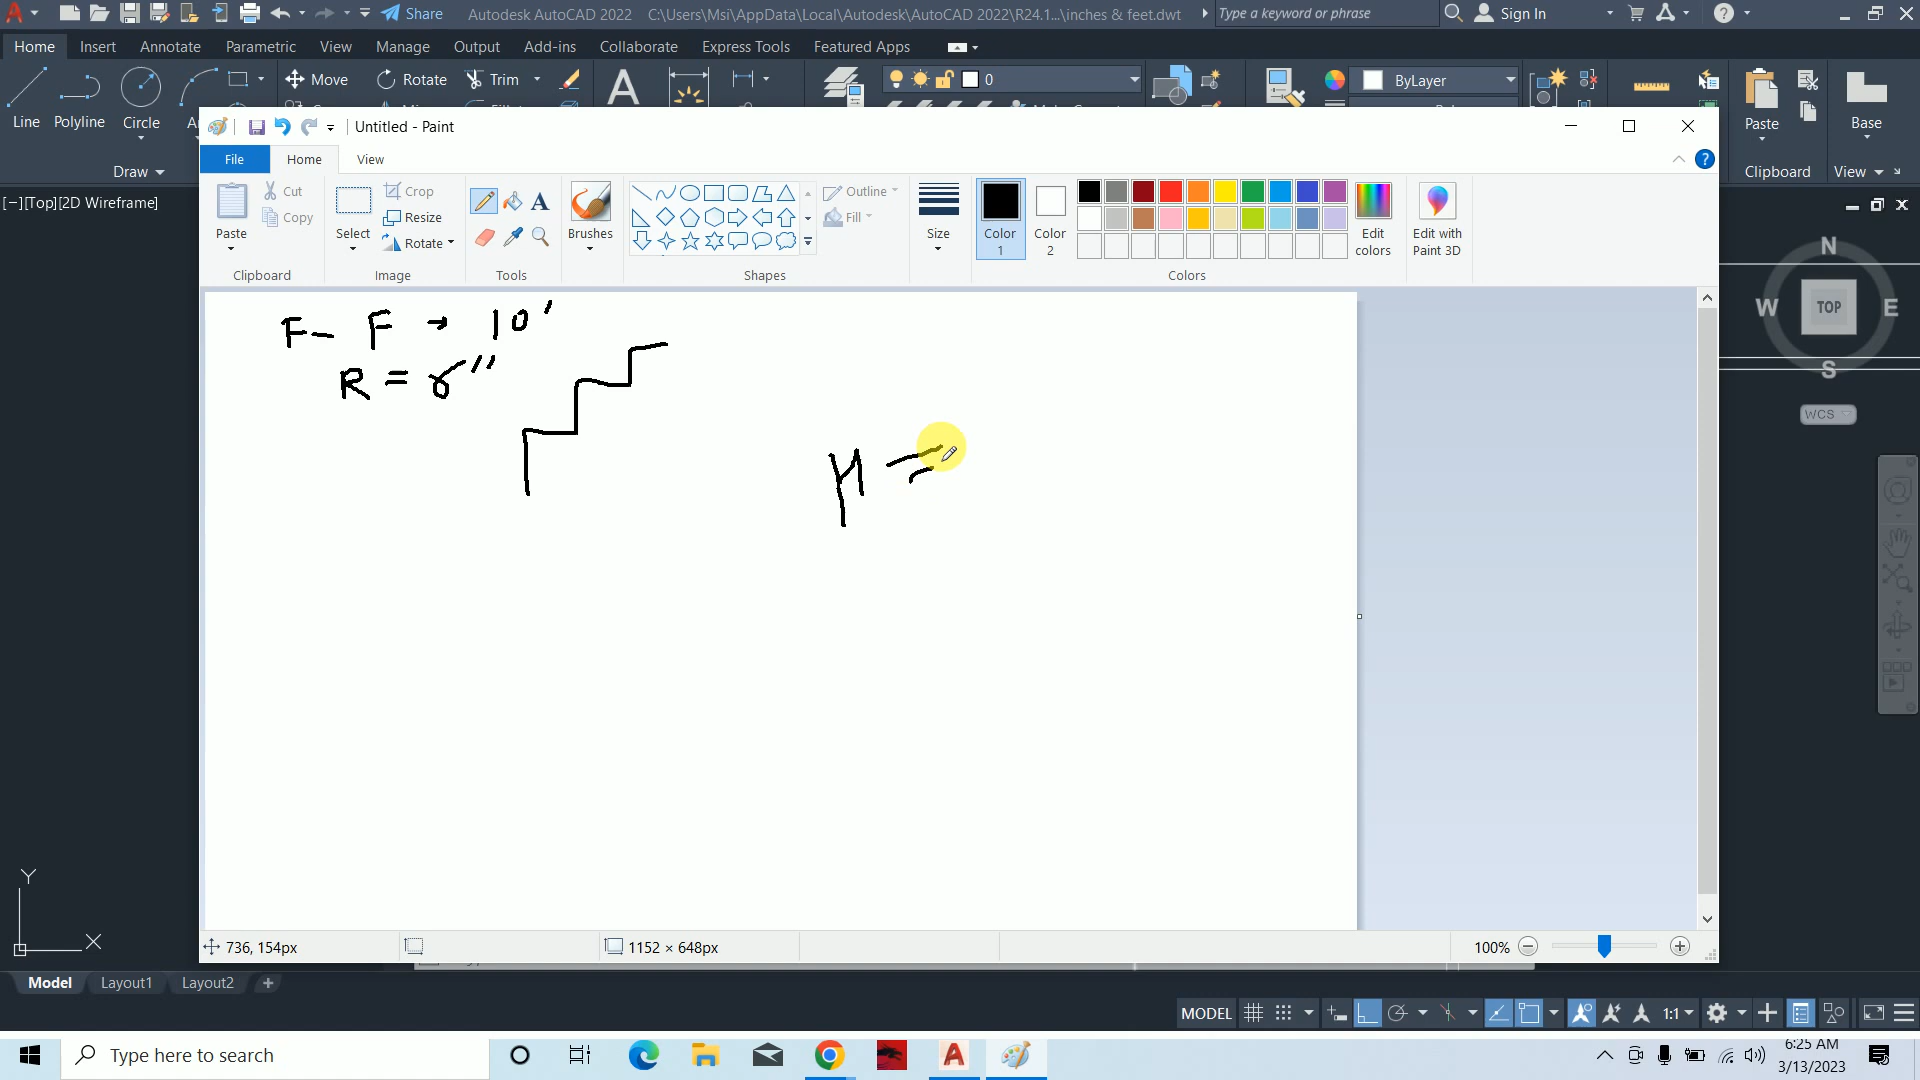 Autodesk AutoCAD 2022 C:\Users\Msi\AppData\Local\Autodesk\AutoCAD 2022\R24.1...\inches & feet.dwt
Share
Type a keyword or phrase
Sign In
Home Insert Annotate Parametric View Manage Output Add-ins Collaborate Express Tools Featured Apps
Move Rotate Trim
0
ByLayer
Line Polyline Circle
Paste Base
Draw
Clipboard View
[−][Top][2D Wireframe]
Untitled - Paint
File Home View
Paste
Cut
Copy
Select
Crop
Resize
Rotate
Brushes
Outline
Fill
Size
Color 1
Color 2
Edit colors
Edit with Paint 3D
Clipboard Image Tools Shapes Colors
F- F → 10'
R =
=
N
W TOP E
S
WCS
Y
X
736, 154px
1152 × 648px
100%
Model Layout1 Layout2 +
MODEL
1:1
Type here to search
6:25 AM
3/13/2023